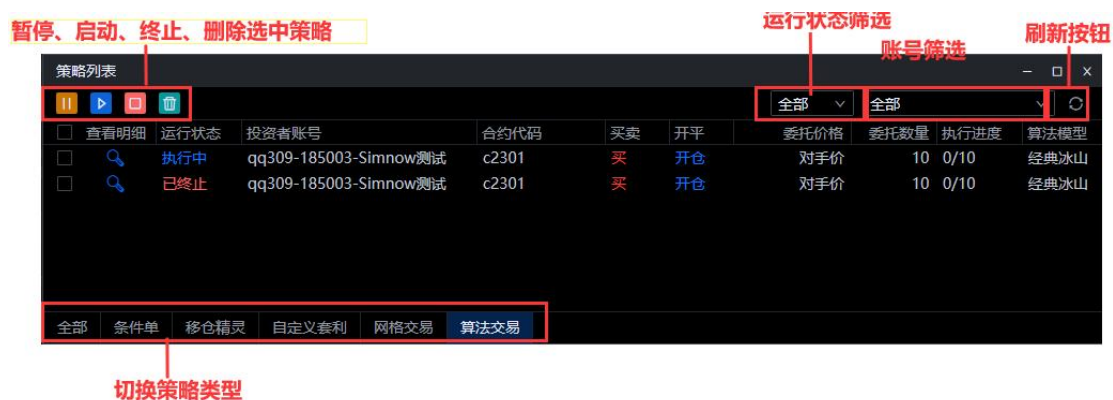 暂停、启动、终止、删除选中策略
运行状态筛选
账号筛选
刷新按钮
策略列表
全部 全部
查看明细 运行状态 投资者账号 合约代码 买卖 开平 委托价格 委托数量 执行进度 算法模型
执行中 qq309-185003-Simnow测试 c2301 买 开仓 对手价 10 0/10 经典冰山
已终止 qq309-185003-Simnow测试 c2301 买 开仓 对手价 10 0/10 经典冰山
全部 条件单 移仓精灵 自定义套利 网格交易 算法交易
切换策略类型